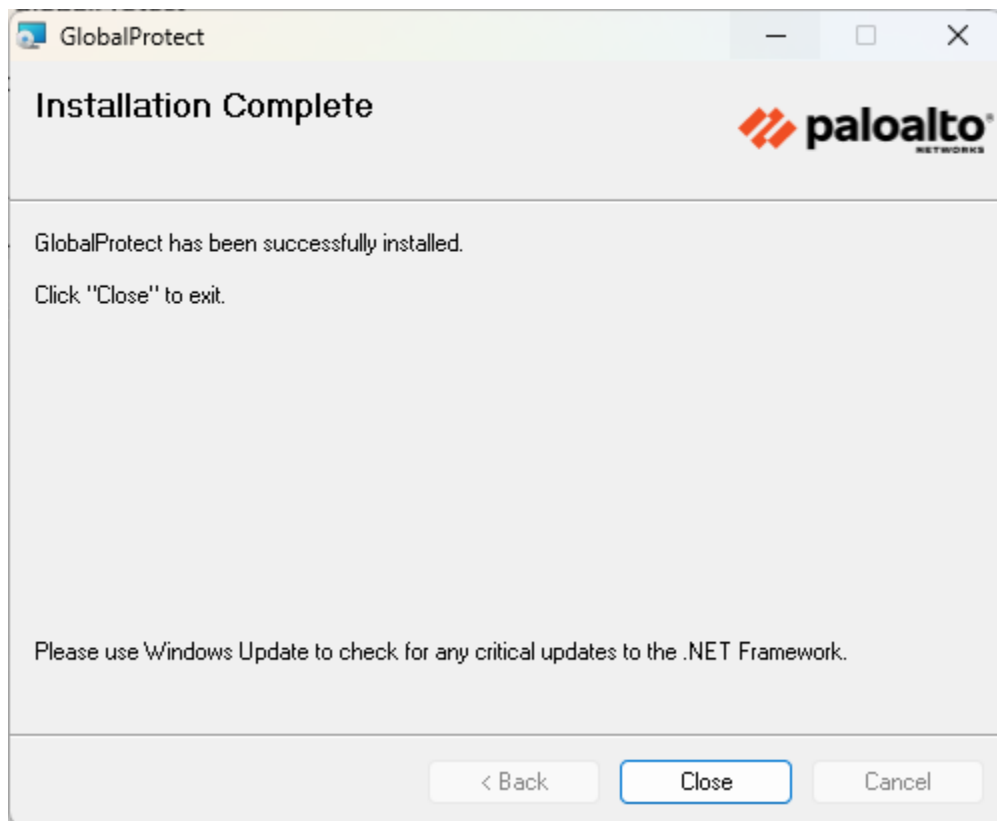 GlobalProtect
Installation Complete
paloalto®
NETWORKS
GlobalProtect has been successfully installed.
Click "Close" to exit.
Please use Windows Update to check for any critical updates to the .NET Framework.
< Back
Close
Cancel